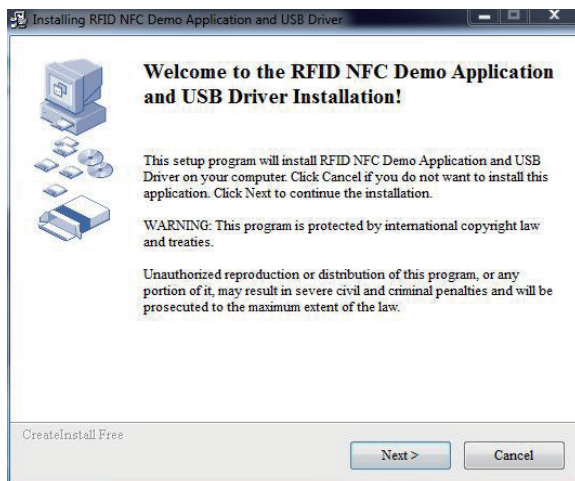 Installing RFID NFC Demo Application and USB Driver
Welcome to the RFID NFC Demo Application
and USB Driver Installation!
This setup program will install RFID NFC Demo Application and USB
Driver on your computer. Click Cancel if you do not want to install this
application. Click Next to continue the installation.
WARNING: This program is protected by international copyright law
and treaties.
Unauthorized reproduction or distribution of this program, or any
portion of it, may result in severe civil and criminal penalties and will be
prosecuted to the maximum extent of the law.
CreateInstall Free
Next >
Cancel